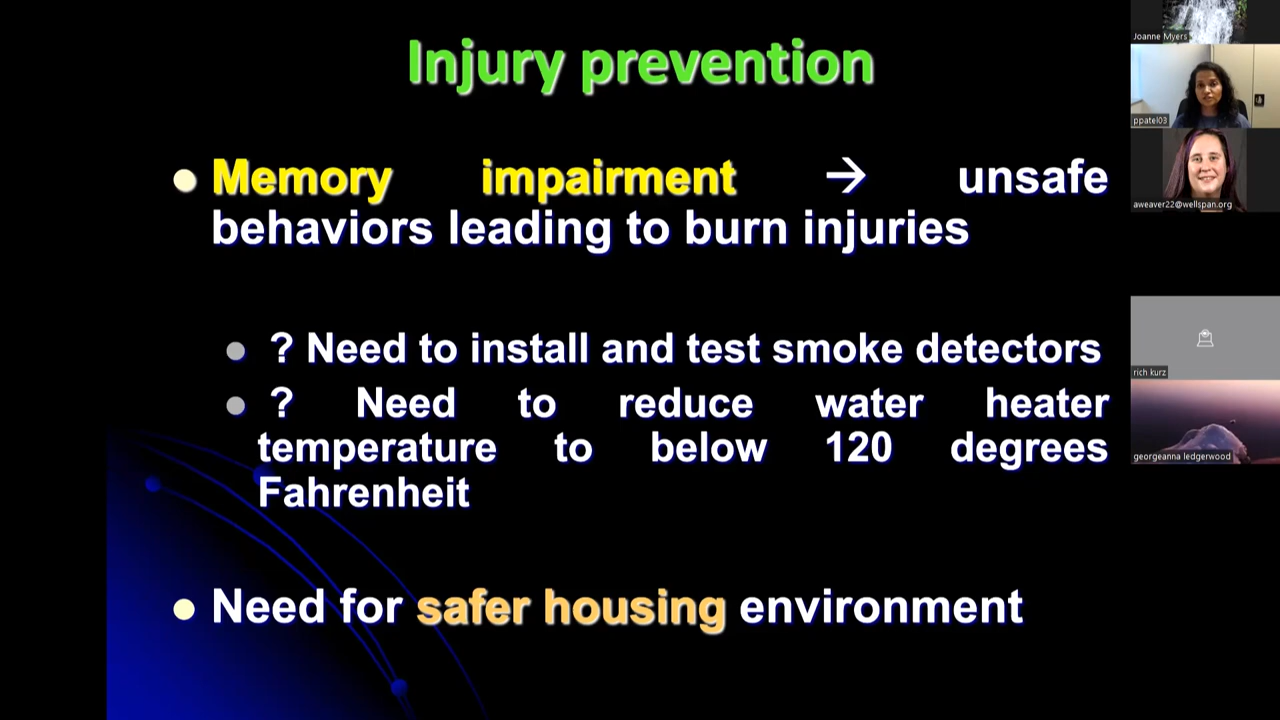 Injury prevention
Memory impairment → unsafe
behaviors leading to burn injuries
? Need to install and test smoke detectors
? Need to reduce water heater
temperature to below 120 degrees
Fahrenheit
Need for safer housing environment
Joanne Myers
ppatel03
aweaver22@wellspan.org
rich kurz
georgeanna ledgerwood